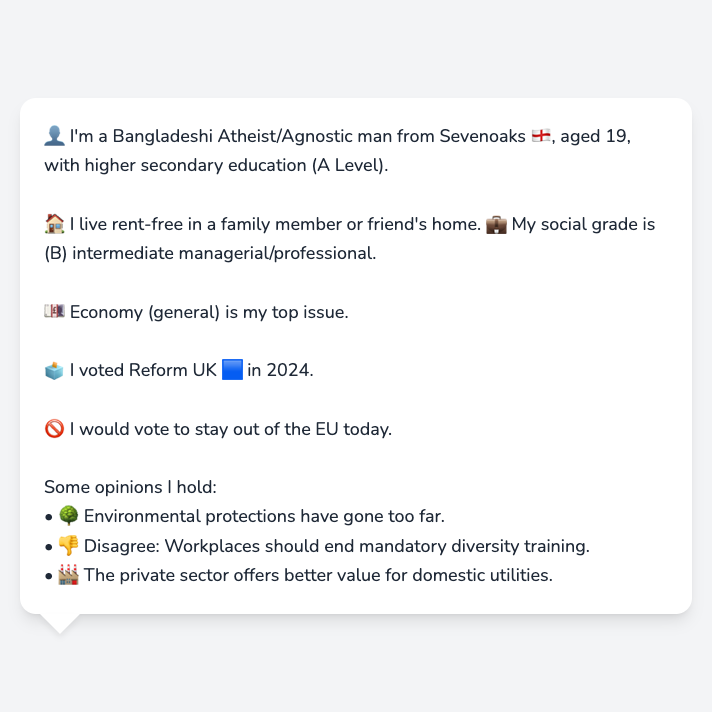 👤 I'm a Bangladeshi Atheist/Agnostic man from Sevenoaks 🏴󠁧󠁢󠁥󠁮󠁧󠁿, aged 19,
with higher secondary education (A Level).
🏠 I live rent-free in a family member or friend's home. 💼 My social grade is
(B) intermediate managerial/professional.
💷 Economy (general) is my top issue.
🗳️ I voted Reform UK 🟦 in 2024.
🚫 I would vote to stay out of the EU today.
Some opinions I hold:
• 🌳 Environmental protections have gone too far.
• 👎 Disagree: Workplaces should end mandatory diversity training.
• 🏭 The private sector offers better value for domestic utilities.